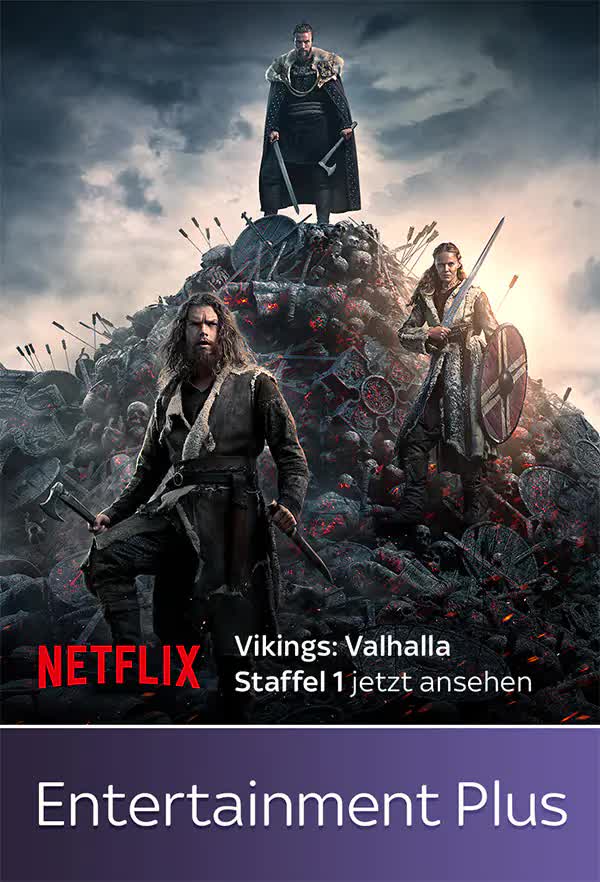 NETFLIX
Vikings: Valhalla
Staffel 1 jetzt ansehen
Entertainment Plus